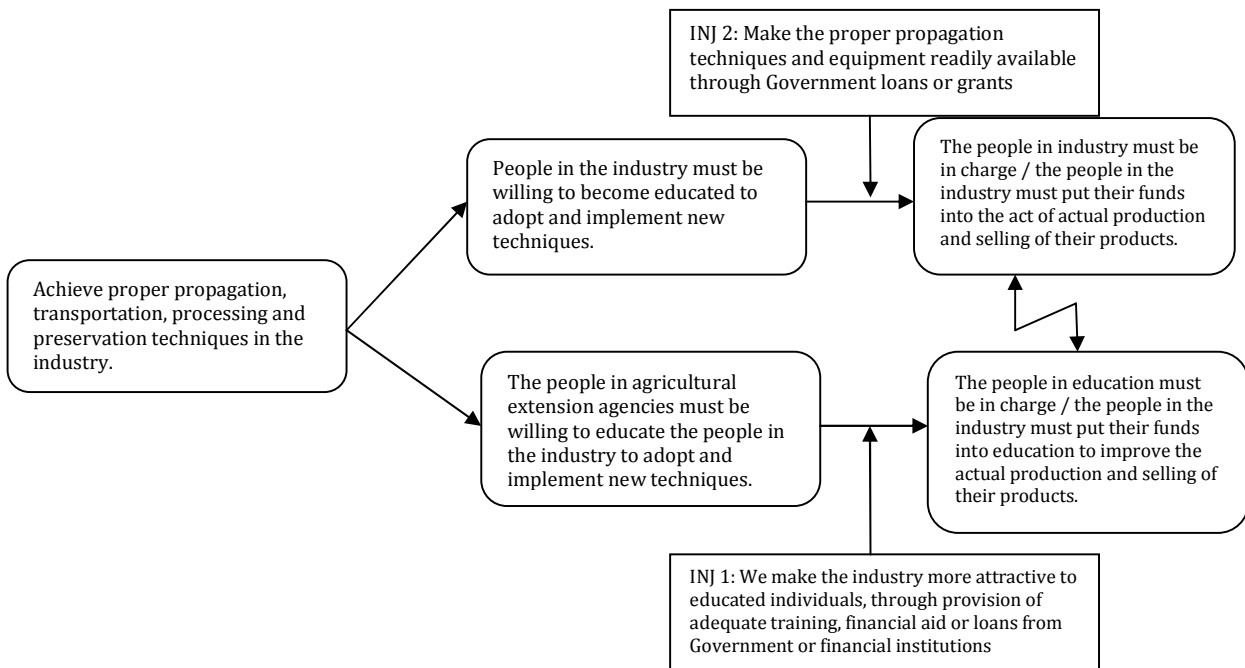 INJ 2: Make the proper propagation
techniques and equipment readily available
through Government loans or grants
People in the industry must be
willing to become educated to
adopt and implement new
techniques.
The people in industry must be
in charge / the people in the
industry must put their funds
into the act of actual production
and selling of their products.
Achieve proper propagation,
transportation, processing and
preservation techniques in the
industry.
The people in agricultural
extension agencies must be
willing to educate the people in
the industry to adopt and
implement new techniques.
The people in education must
be in charge / the people in the
industry must put their funds
into education to improve the
actual production and selling of
their products.
INJ 1: We make the industry more attractive to
educated individuals, through provision of
adequate training, financial aid or loans from
Government or financial institutions